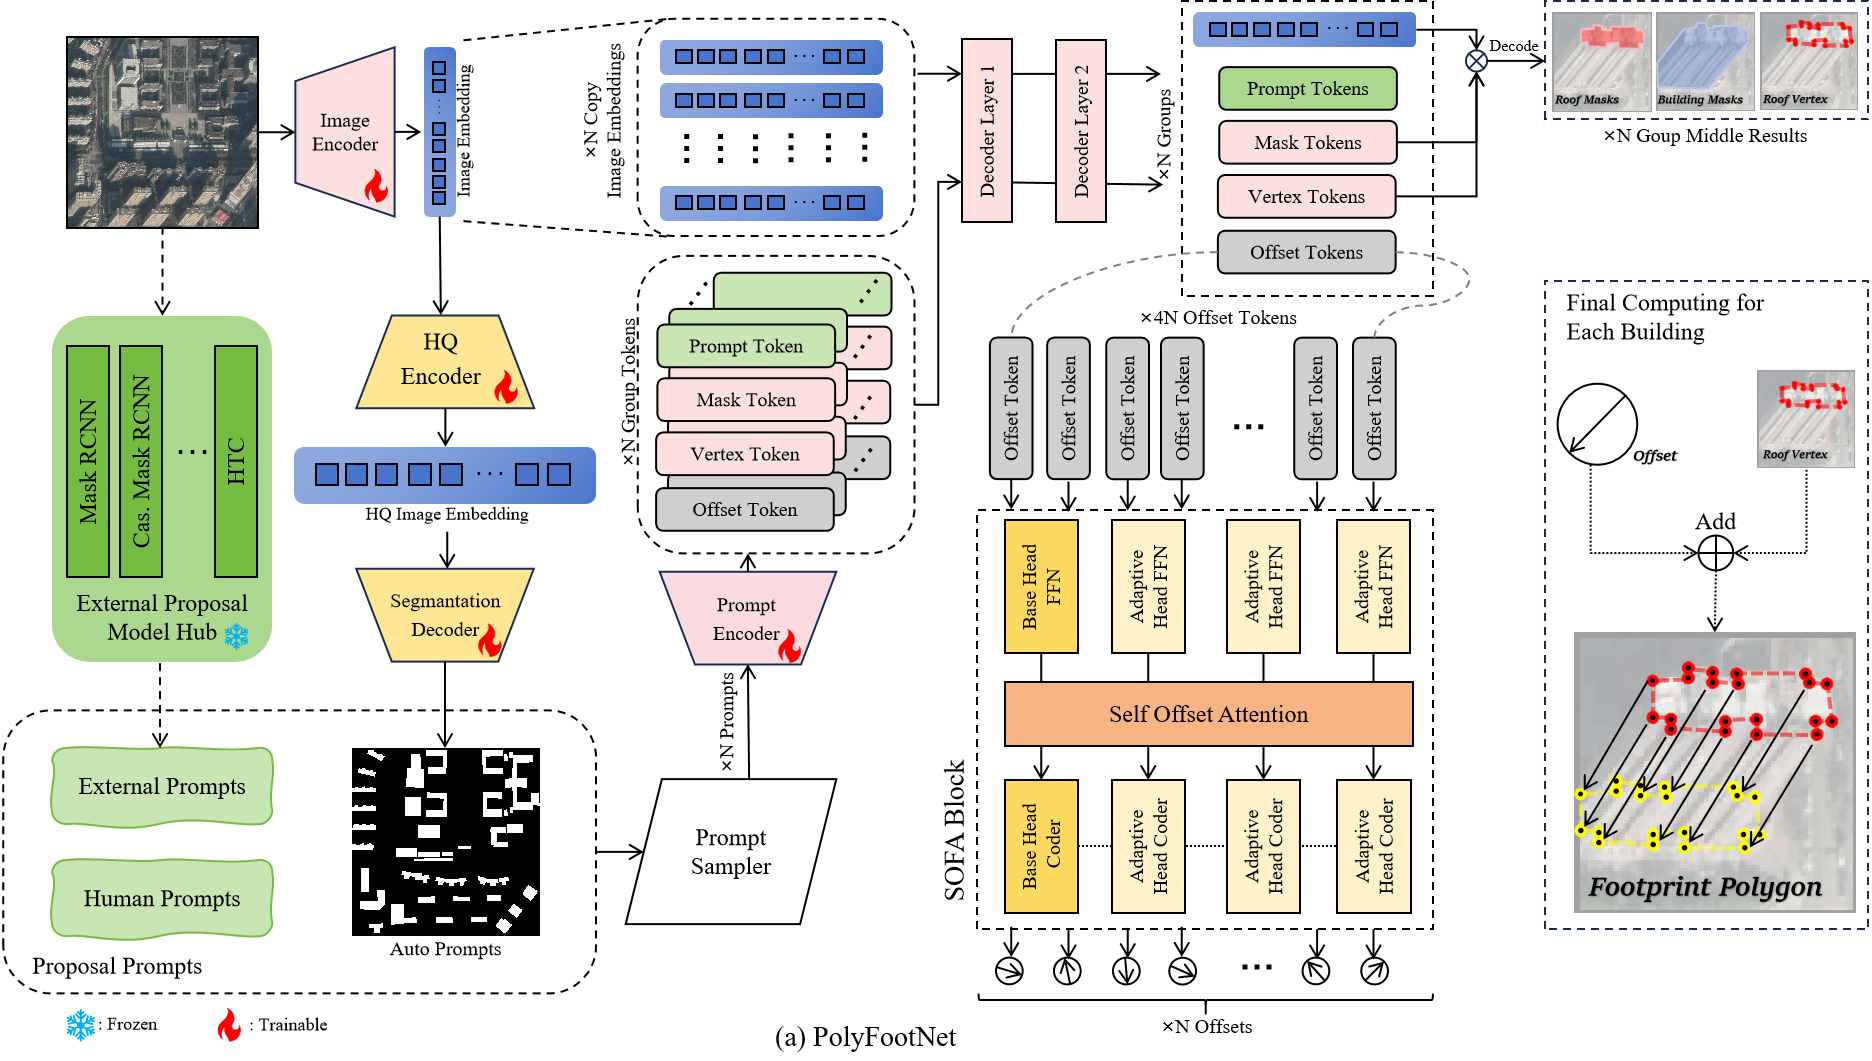 Image
Encoder
Image Embedding
×N Copy
Image Embeddings
Decoder Layer 1
Decoder Layer 2
×N Groups
Prompt Tokens
Mask Tokens
Vertex Tokens
Offset Tokens
Decode
Roof Masks
Building Masks
Roof Vertex
×N Goup Middle Results
Mask RCNN
Cas. Mask RCNN
...
HTC
External Proposal
Model Hub
HQ
Encoder
HQ Image Embedding
Segmantation
Decoder
×N Group Tokens
Prompt Token
Mask Token
Vertex Token
Offset Token
Prompt
Encoder
×N Prompts
Prompt
Sampler
External Prompts
Human Prompts
Proposal Prompts
Auto Prompts
: Frozen
: Trainable
×4N Offset Tokens
Offset Token
Offset Token
Offset Token
Offset Token
...
Offset Token
Offset Token
Base Head
FFN
Adaptive
Head FFN
Adaptive
Head FFN
Adaptive
Head FFN
Self Offset Attention
SOFA Block
Base Head
Coder
Adaptive
Head Coder
Adaptive
Head Coder
Adaptive
Head Coder
...
×N Offsets
Final Computing for
Each Building
Offset
Roof Vertex
Add
Footprint Polygon
(a) PolyFootNet